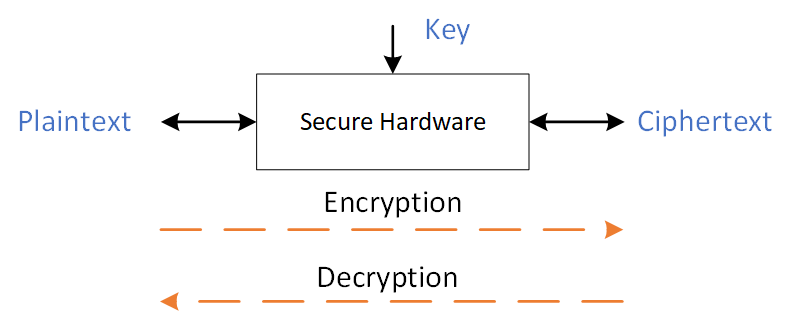 Key
Plaintext
Secure Hardware
Ciphertext
Encryption
Decryption